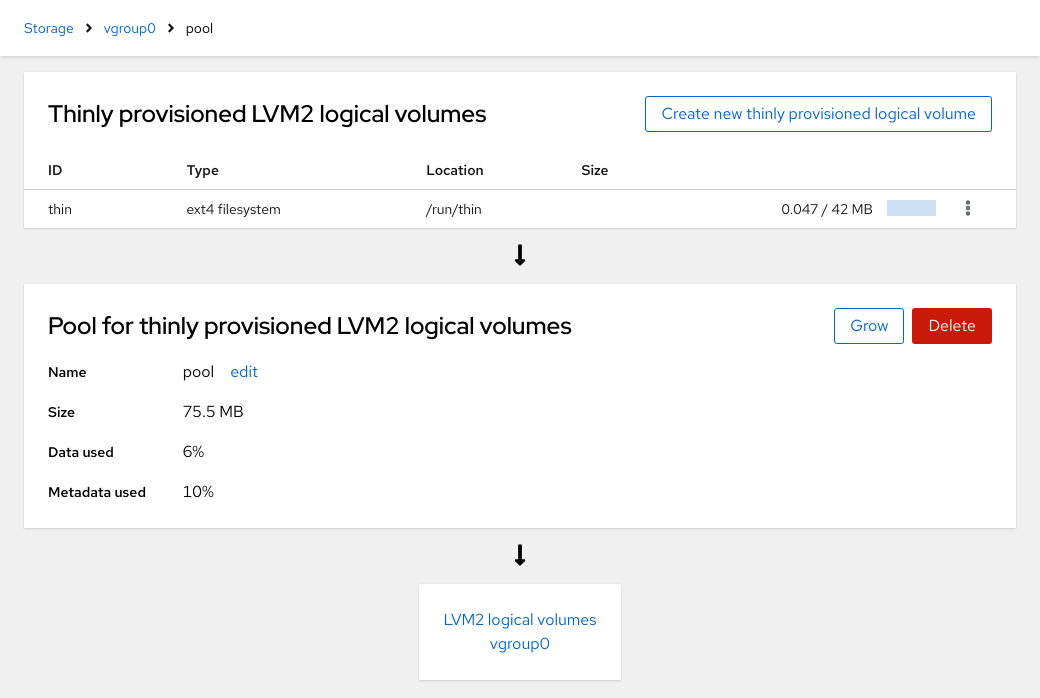 Storage vgroup0 pool
Thinly provisioned LVM2 logical volumes Create new thinly provisioned logical volume
ID Type Location Size
thin ext4 filesystem /run/thin 0.047 / 42 MB
Pool for thinly provisioned LVM2 logical volumes Grow Delete
Name pool edit
Size 75.5 MB
Data used 6%
Metadata used 10%
LVM2 logical volumes
vgroup0